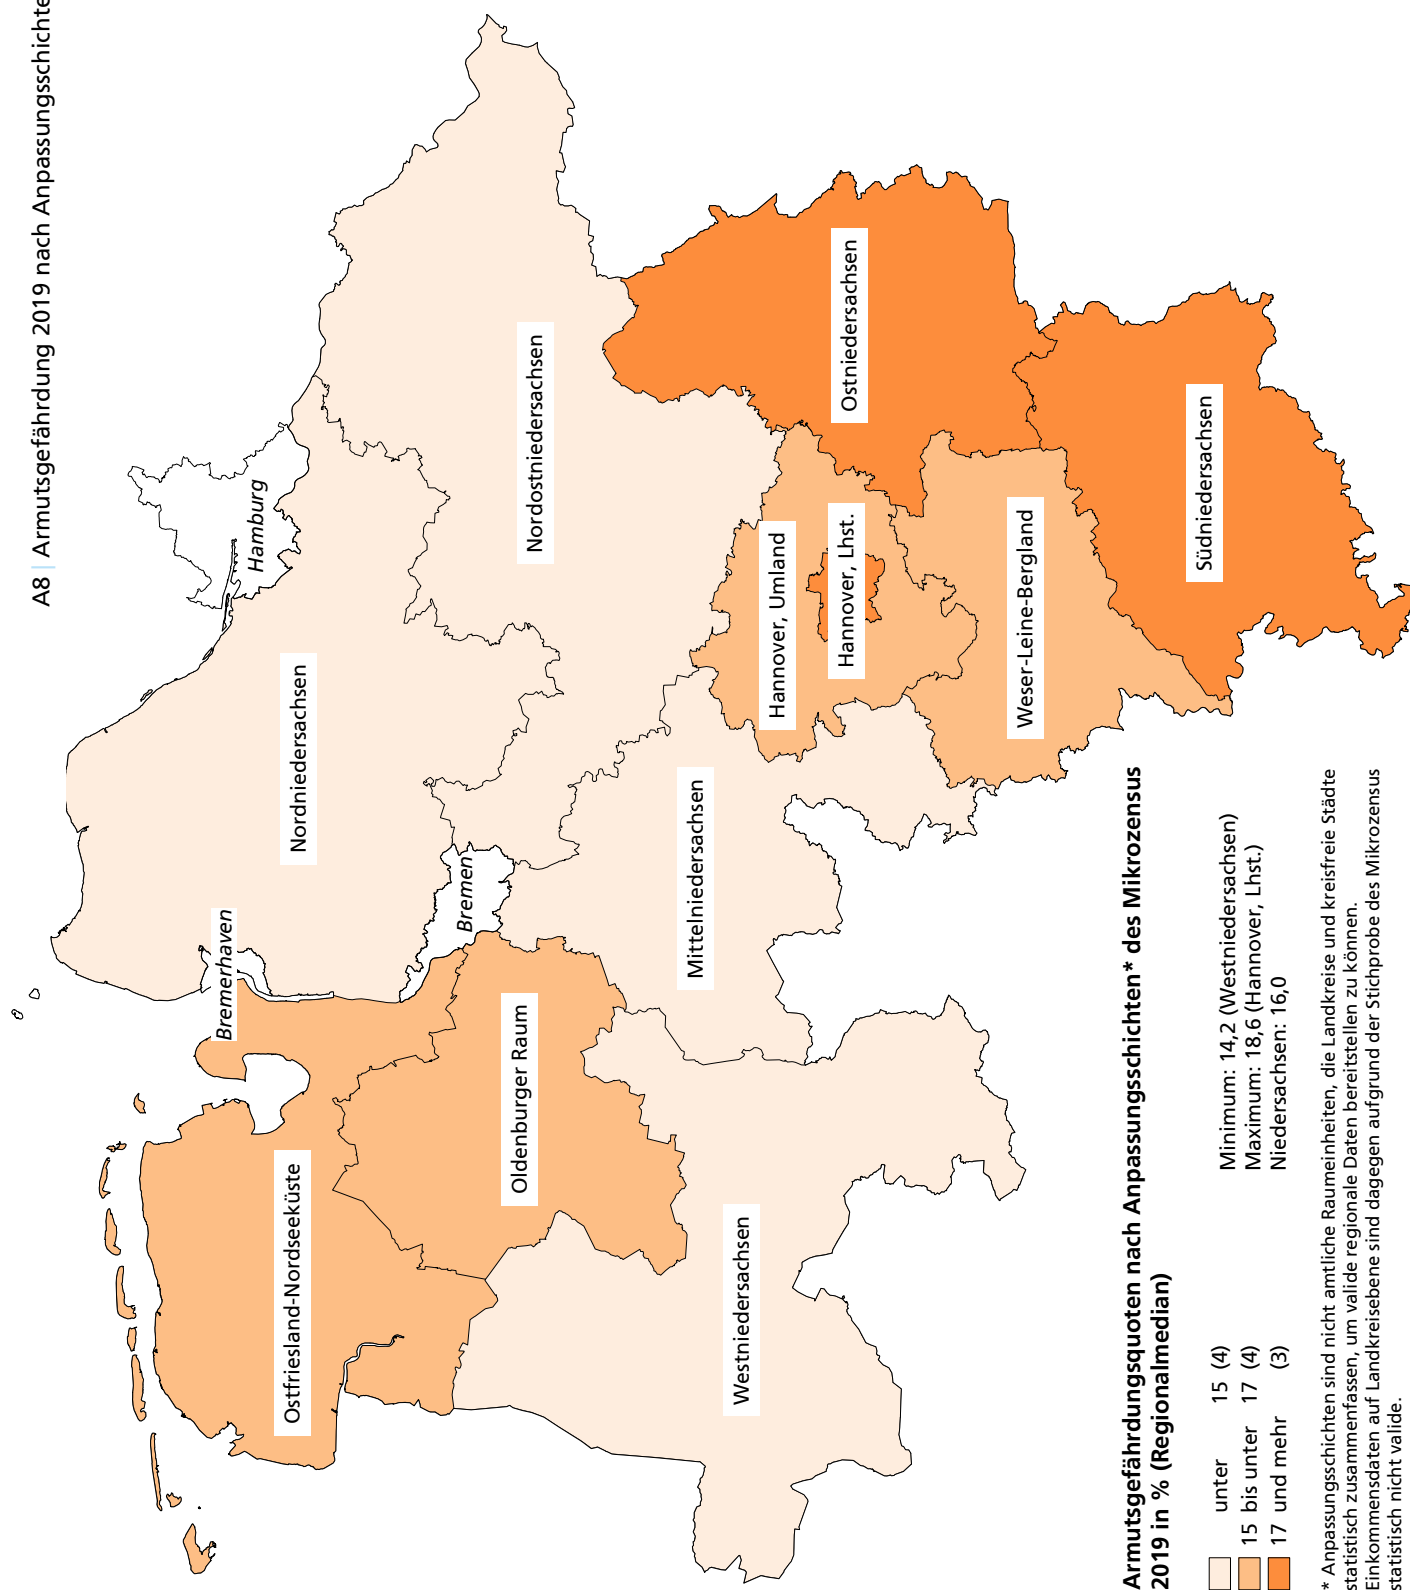 A8 | Armutsgefährdung 2019 nach Anpassungsschichte
Hamburg
Nordniedersachsen
Bremerhaven
Nordostniedersachsen
Bremen
Ostfriesland-Nordseeküste
Oldenburger Raum
Mittelniedersachsen
Westniedersachsen
Hannover, Umland
Hannover, Lhst.
Ostniedersachsen
Weser-Leine-Bergland
Südniedersachsen
Armutsgefährdungsquoten nach Anpassungsschichten* des Mikrozensus
2019 in % (Regionalmedian)
unter 15 (4)
15 bis unter 17 (4)
17 und mehr (3)
Minimum: 14,2 (Westniedersachsen)
Maximum: 18,6 (Hannover, Lhst.)
Niedersachsen: 16,0
* Anpassungsschichten sind nicht amtliche Raumeinheiten, die Landkreise und kreisfreie Städte
statistisch zusammenfassen, um valide regionale Daten bereitstellen zu können.
Einkommensdaten auf Landkreisebene sind dagegen aufgrund der Stichprobe des Mikrozensus
statistisch nicht valide.